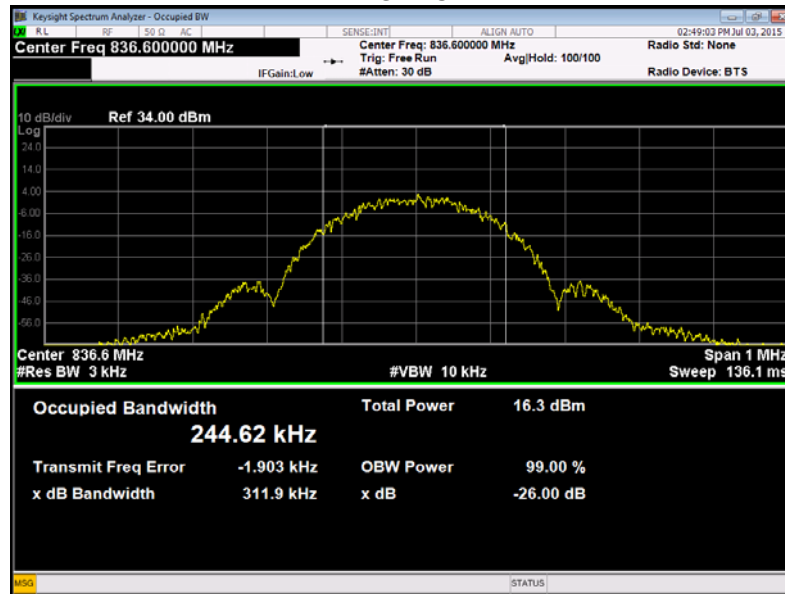 Keysight Spectrum Analyzer - Occupied BW
RL RF 50 Ω AC SENSE:INT ALIGN AUTO 02:49:03 PM Jul 03, 2015
Center Freq 836.600000 MHz Center Freq: 836.600000 MHz Radio Std: None
Trig: Free Run Avg|Hold: 100/100
IFGain:Low #Atten: 30 dB Radio Device: BTS
10 dB/div Ref 34.00 dBm
Log
24.0
14.0
4.00
-6.00
-16.0
-26.0
-36.0
-46.0
-56.0
Center 836.6 MHz Span 1 MHz
#Res BW 3 kHz #VBW 10 kHz Sweep 136.1 ms
Occupied Bandwidth Total Power 16.3 dBm
244.62 kHz
Transmit Freq Error -1.903 kHz OBW Power 99.00 %
x dB Bandwidth 311.9 kHz x dB -26.00 dB
MSG STATUS